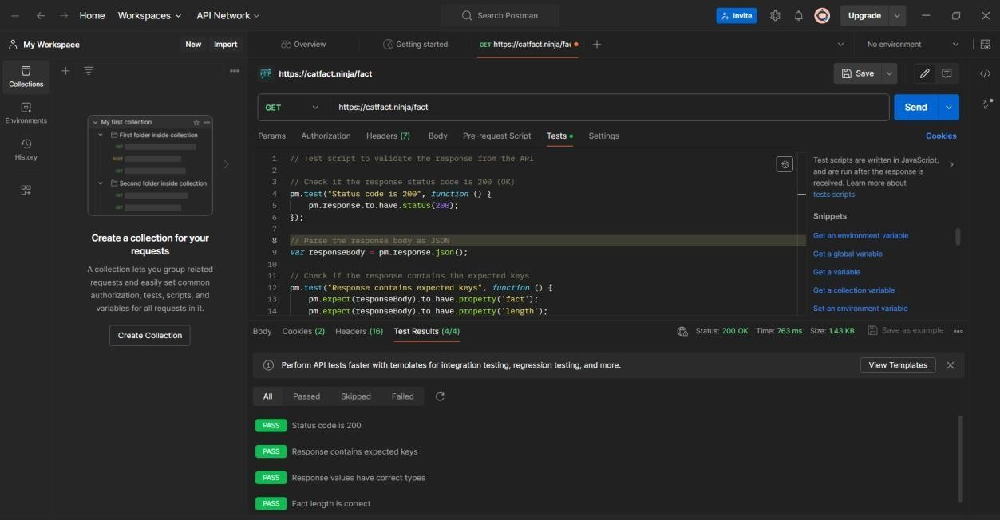 Home Workspaces API Network Search Postman Invite Upgrade
My Workspace New Import Overview Getting started GET https://catfact.ninja/fac No environment
Collections
Environments
History
My first collection
First folder inside collection
GET
POST
GET
Second folder inside collection
GET
GET
Create a collection for your
requests
A collection lets you group related
requests and easily set common
authorization, tests, scripts, and
variables for all requests in it.
Create Collection
HTTP https://catfact.ninja/fact Save
GET https://catfact.ninja/fact Send
Params Authorization Headers (7) Body Pre-request Script Tests Settings Cookies
1 // Test script to validate the response from the API
2
3 // Check if the response status code is 200 (OK)
4 pm.test("Status code is 200", function () {
5 pm.response.to.have.status(200);
6 });
7
8 // Parse the response body as JSON
9 var responseBody = pm.response.json();
10
11 // Check if the response contains the expected keys
12 pm.test("Response contains expected keys", function () {
13 pm.expect(responseBody).to.have.property('fact');
14 pm.expect(responseBody).to.have.property('length');
Test scripts are written in JavaScript,
and are run after the response is
received. Learn more about
tests scripts
Snippets
Get an environment variable
Get a global variable
Get a variable
Get a collection variable
Set an environment variable
Body Cookies (2) Headers (16) Test Results (4/4) Status: 200 OK Time: 763 ms Size: 1.43 KB Save as example
Perform API tests faster with templates for integration testing, regression testing, and more. View Templates
All Passed Skipped Failed
PASS Status code is 200
PASS Response contains expected keys
PASS Response values have correct types
PASS Fact length is correct